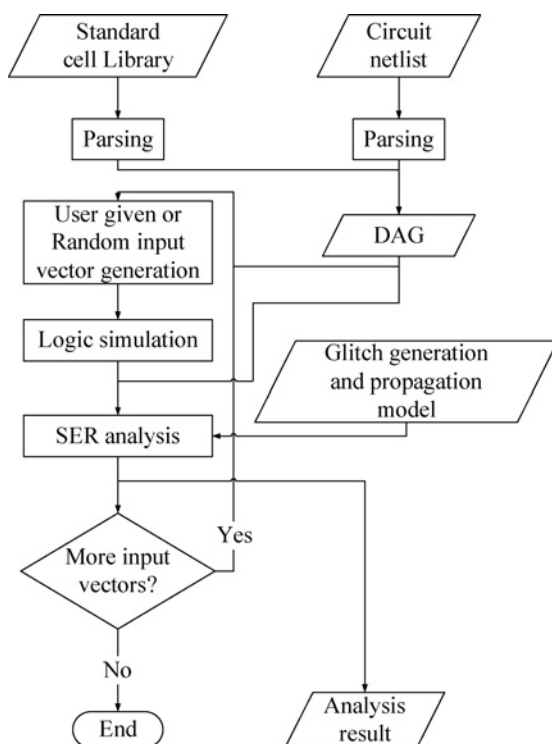 Standard
cell Library
Circuit
netlist
Parsing
Parsing
User given or
Random input
vector generation
DAG
Logic simulation
Glitch generation
and propagation
model
SER analysis
Yes
More input
vectors?
No
End
Analysis
result